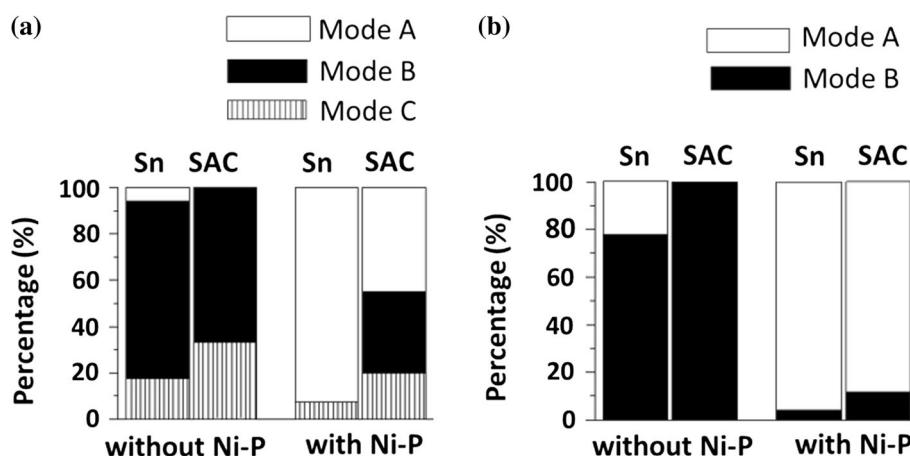 (a)
Mode A
Mode B
Mode C
Sn SAC
Sn SAC
100
80
60
40
20
0
Percentage (%)
without Ni-P
with Ni-P
(b)
Mode A
Mode B
Sn SAC
Sn SAC
100
80
60
40
20
0
Percentage (%)
without Ni-P
with Ni-P